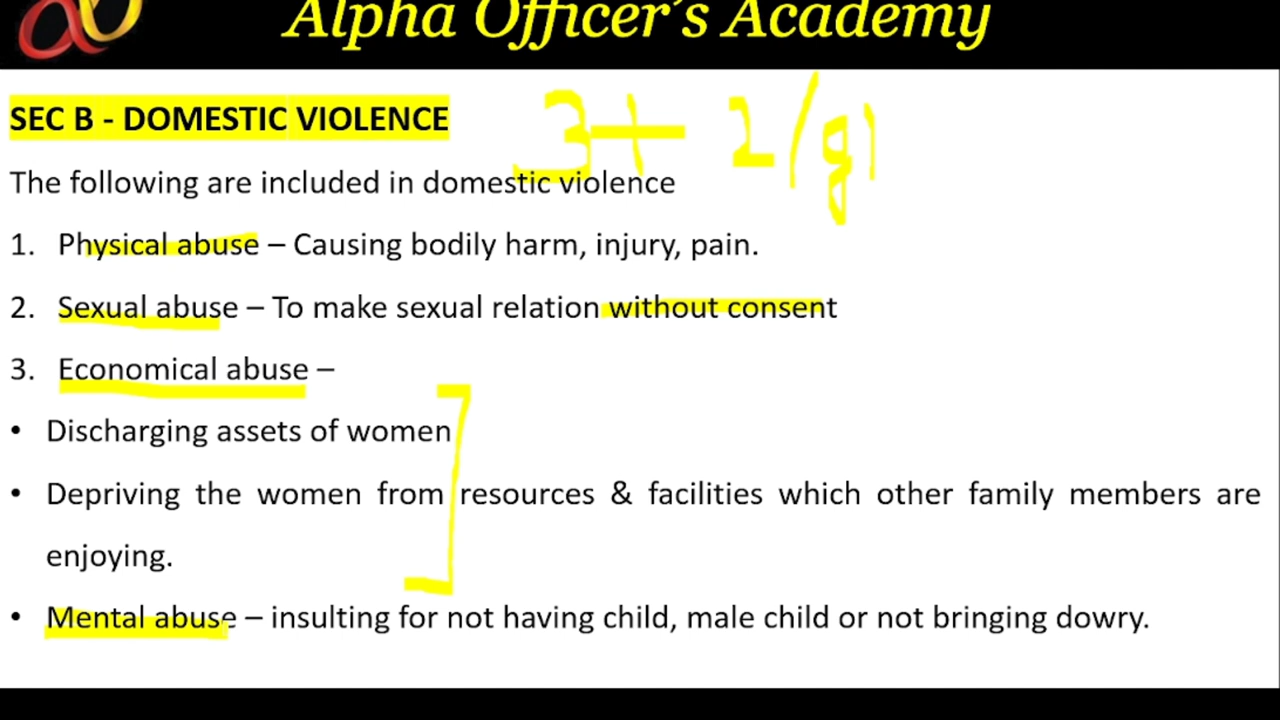 Alpha Officer's Academy
SEC B - DOMESTIC VIOLENCE
3+ 2/g
The following are included in domestic violence
1. Physical abuse – Causing bodily harm, injury, pain.
2. Sexual abuse – To make sexual relation without consent
3. Economical abuse –
• Discharging assets of women
• Depriving the women from resources & facilities which other family members are
enjoying.
• Mental abuse – insulting for not having child, male child or not bringing dowry.